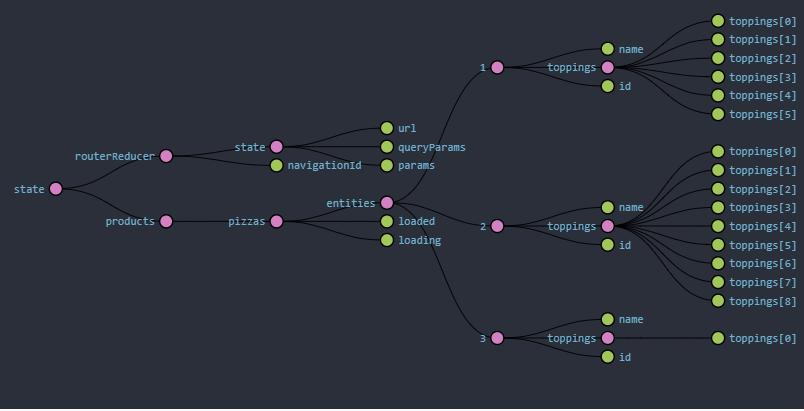 state
routerReducer
state
url
queryParams
params
navigationId
products
pizzas
entities
1
name
toppings
toppings[0]
toppings[1]
toppings[2]
toppings[3]
toppings[4]
toppings[5]
id
2
name
toppings
toppings[0]
toppings[1]
toppings[2]
toppings[3]
toppings[4]
toppings[5]
toppings[6]
toppings[7]
toppings[8]
id
3
name
toppings
toppings[0]
id
loaded
loading